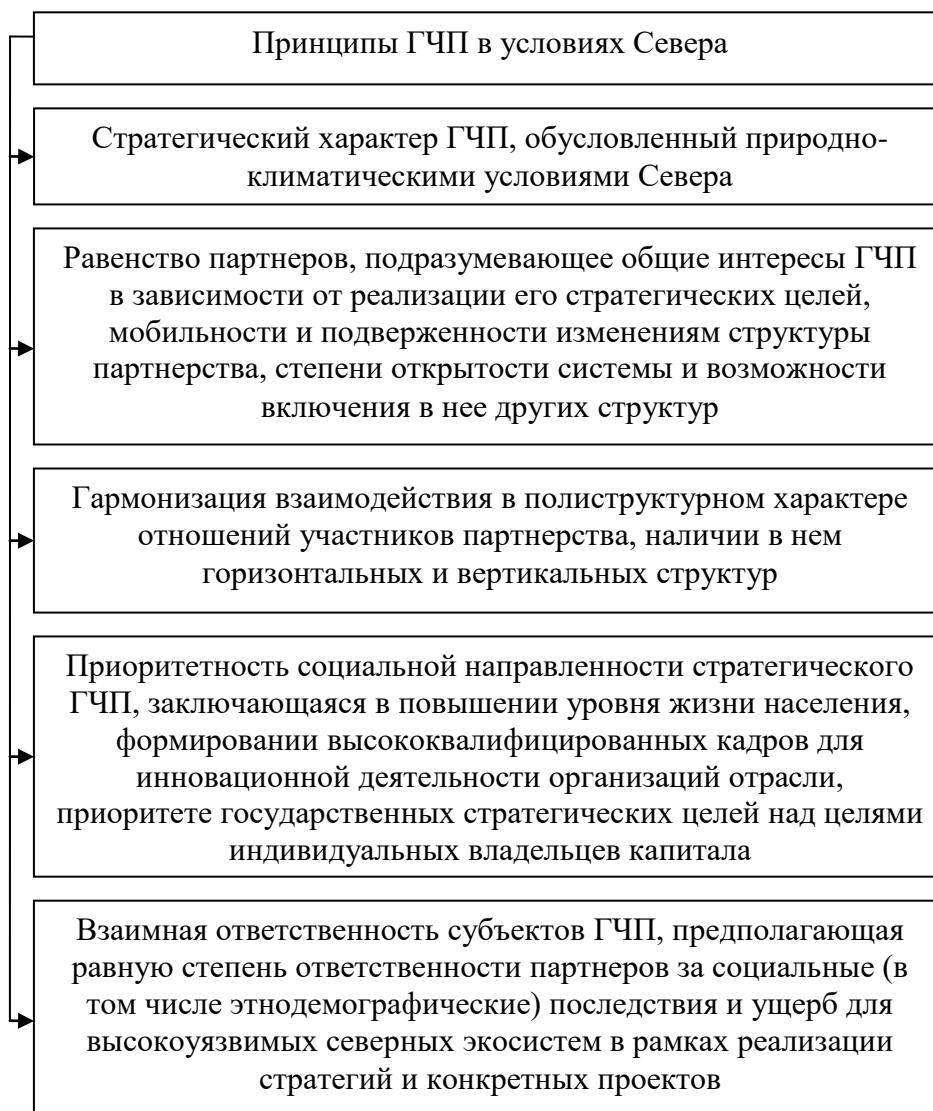 Принципы ГЧП в условиях Севера
Стратегический характер ГЧП, обусловленный природно-
климатическими условиями Севера
Равенство партнеров, подразумевающее общие интересы ГЧП
в зависимости от реализации его стратегических целей,
мобильности и подверженности изменениям структуры
партнерства, степени открытости системы и возможности
включения в нее других структур
Гармонизация взаимодействия в полиструктурном характере
отношений участников партнерства, наличии в нем
горизонтальных и вертикальных структур
Приоритетность социальной направленности стратегического
ГЧП, заключающаяся в повышении уровня жизни населения,
формировании высококвалифицированных кадров для
инновационной деятельности организаций отрасли,
приоритете государственных стратегических целей над целями
индивидуальных владельцев капитала
Взаимная ответственность субъектов ГЧП, предполагающая
равную степень ответственности партнеров за социальные (в
том числе этнодемографические) последствия и ущерб для
высокоуязвимых северных экосистем в рамках реализации
стратегий и конкретных проектов